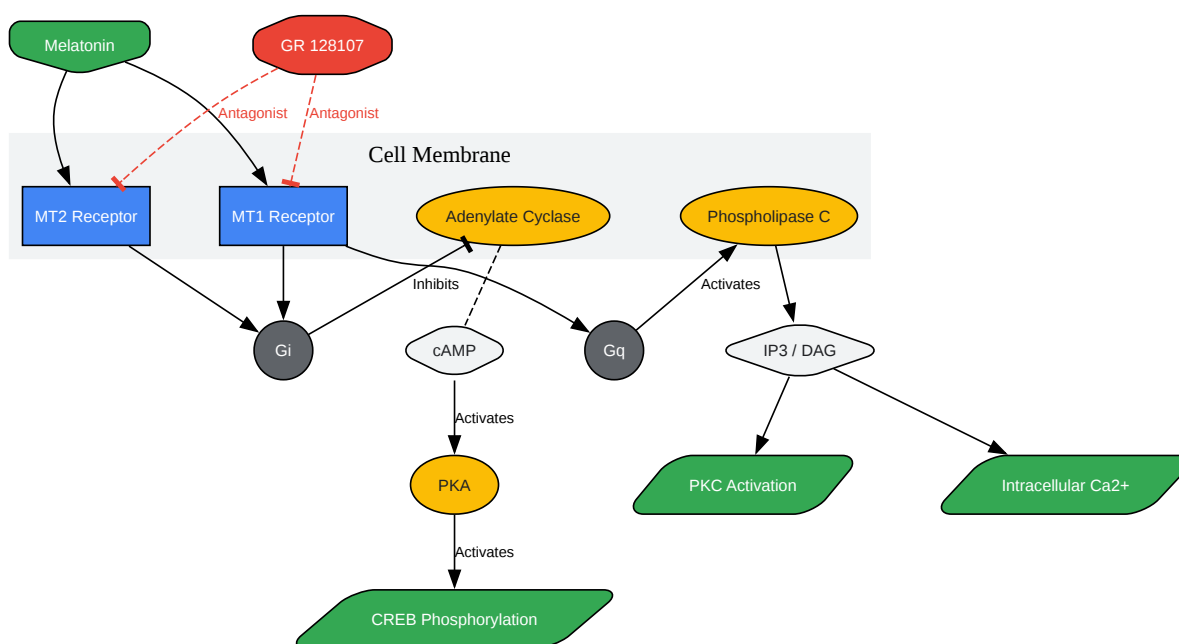 Melatonin
GR 128107
Antagonist
Antagonist
Cell Membrane
MT2 Receptor
MT1 Receptor
Adenylate Cyclase
Phospholipase C
Inhibits
Activates
Gi
cAMP
Gq
IP3 / DAG
Activates
PKA
PKC Activation
Intracellular Ca2+
Activates
CREB Phosphorylation